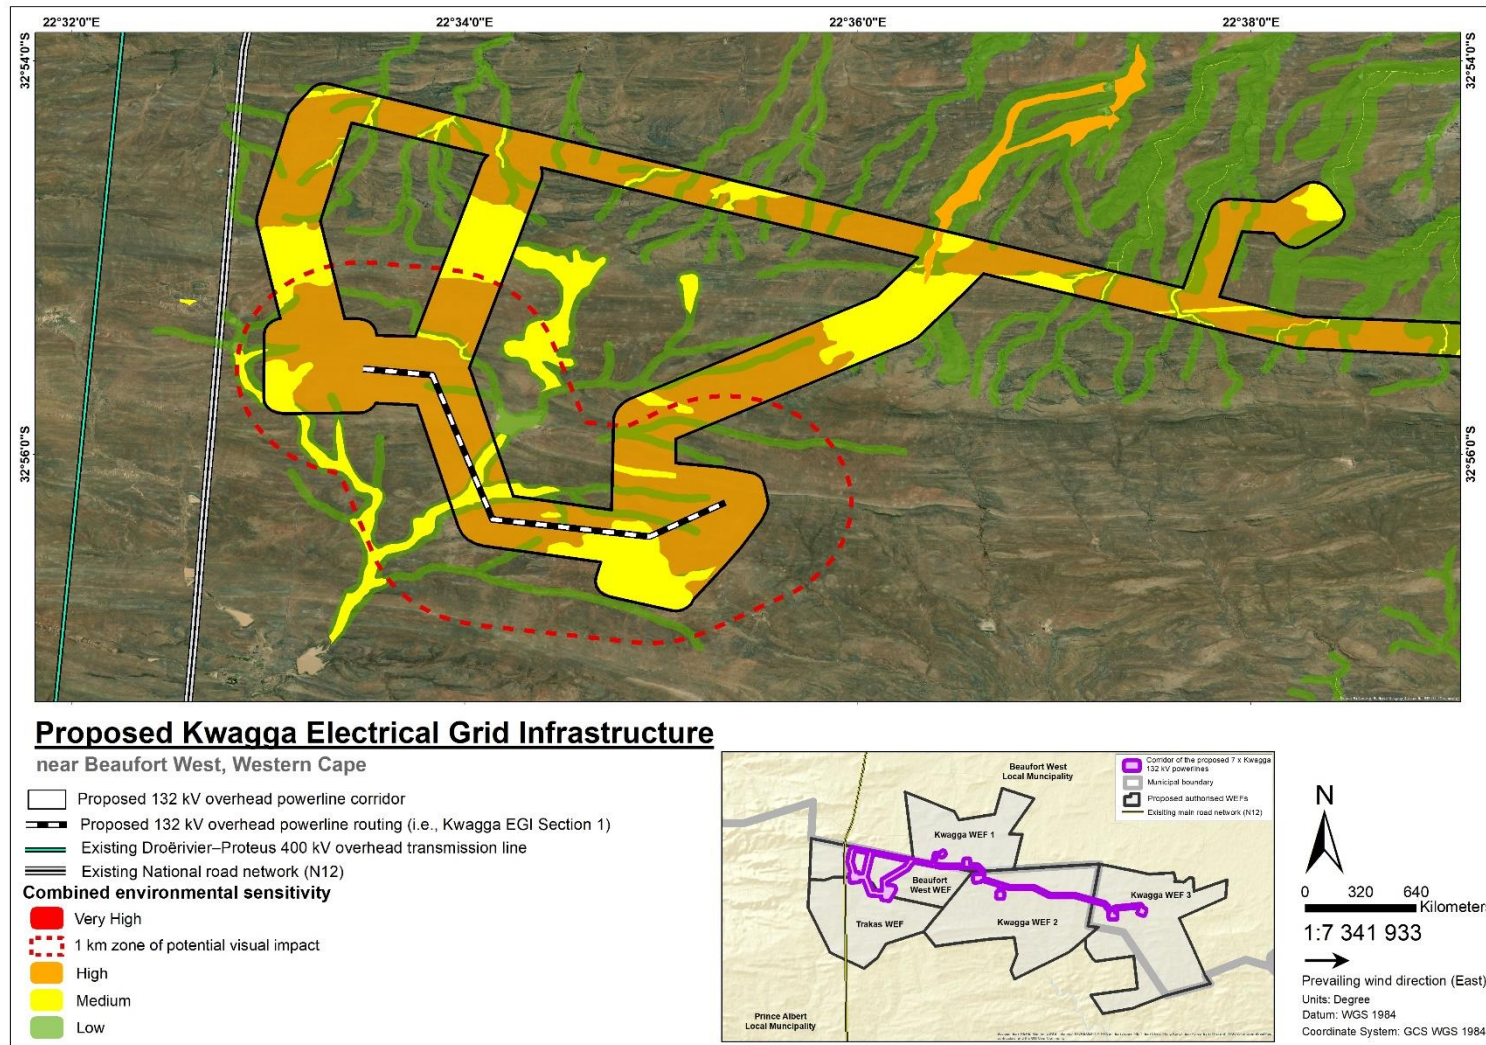 22°32'0"E
22°34'0"E
22°36'0"E
22°38'0"E
32°54'0"S
32°54'0"S
32°56'0"S
32°56'0"S
Proposed Kwagga Electrical Grid Infrastructure
near Beaufort West, Western Cape
Proposed 132 kV overhead powerline corridor
Proposed 132 kV overhead powerline routing (i.e., Kwagga EGI Section 1)
Existing Droërivier–Proteus 400 kV overhead transmission line
Existing National road network (N12)
Combined environmental sensitivity
Very High
1 km zone of potential visual impact
High
Medium
Low
Beaufort West
Local Muncipality
Corridor of the proposed 7 x Kwagga
132 kV powerlines
Municipal boundary
Proposed authorised WEFs
Exisiting main road network (N12)
Kwagga WEF 1
Beaufort
West WEF
Kwagga WEF 3
Trakas WEF
Kwagga WEF 2
Prince Albert
Local Muncipality
N
0 320 640
Kilometers
1:7 341 933
Prevailing wind direction (East)
Units: Degree
Datum: WGS 1984
Coordinate System: GCS WGS 1984